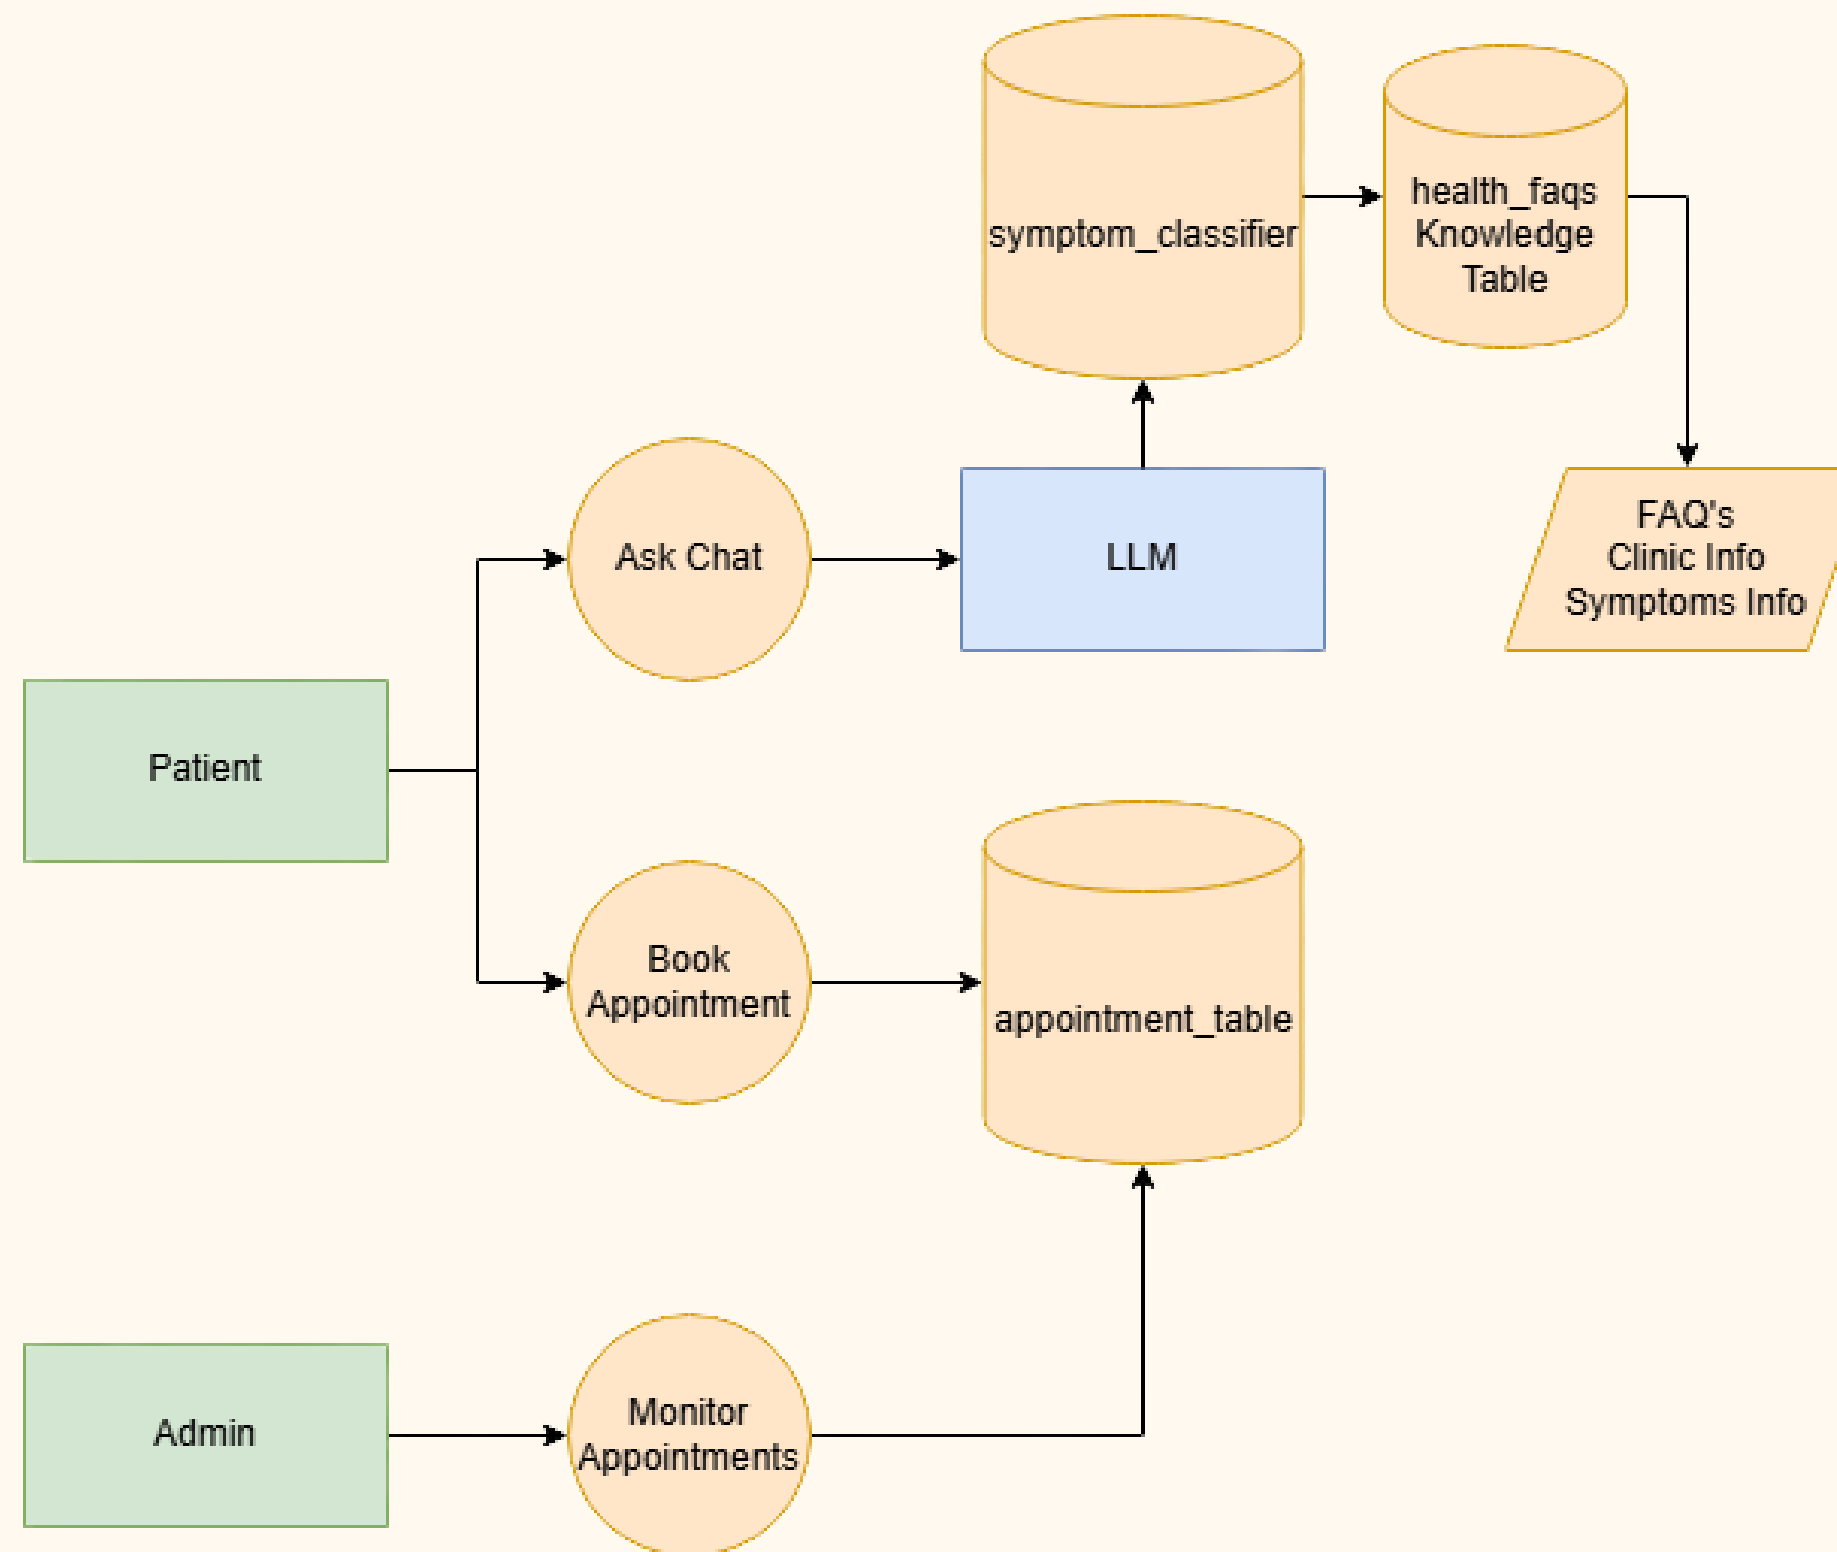 symptom_classifier
health_faqs
Knowledge
Table
Ask Chat
LLM
FAQ's
Clinic Info
Symptoms Info
Patient
Book
Appointment
appointment_table
Admin
Monitor
Appointments